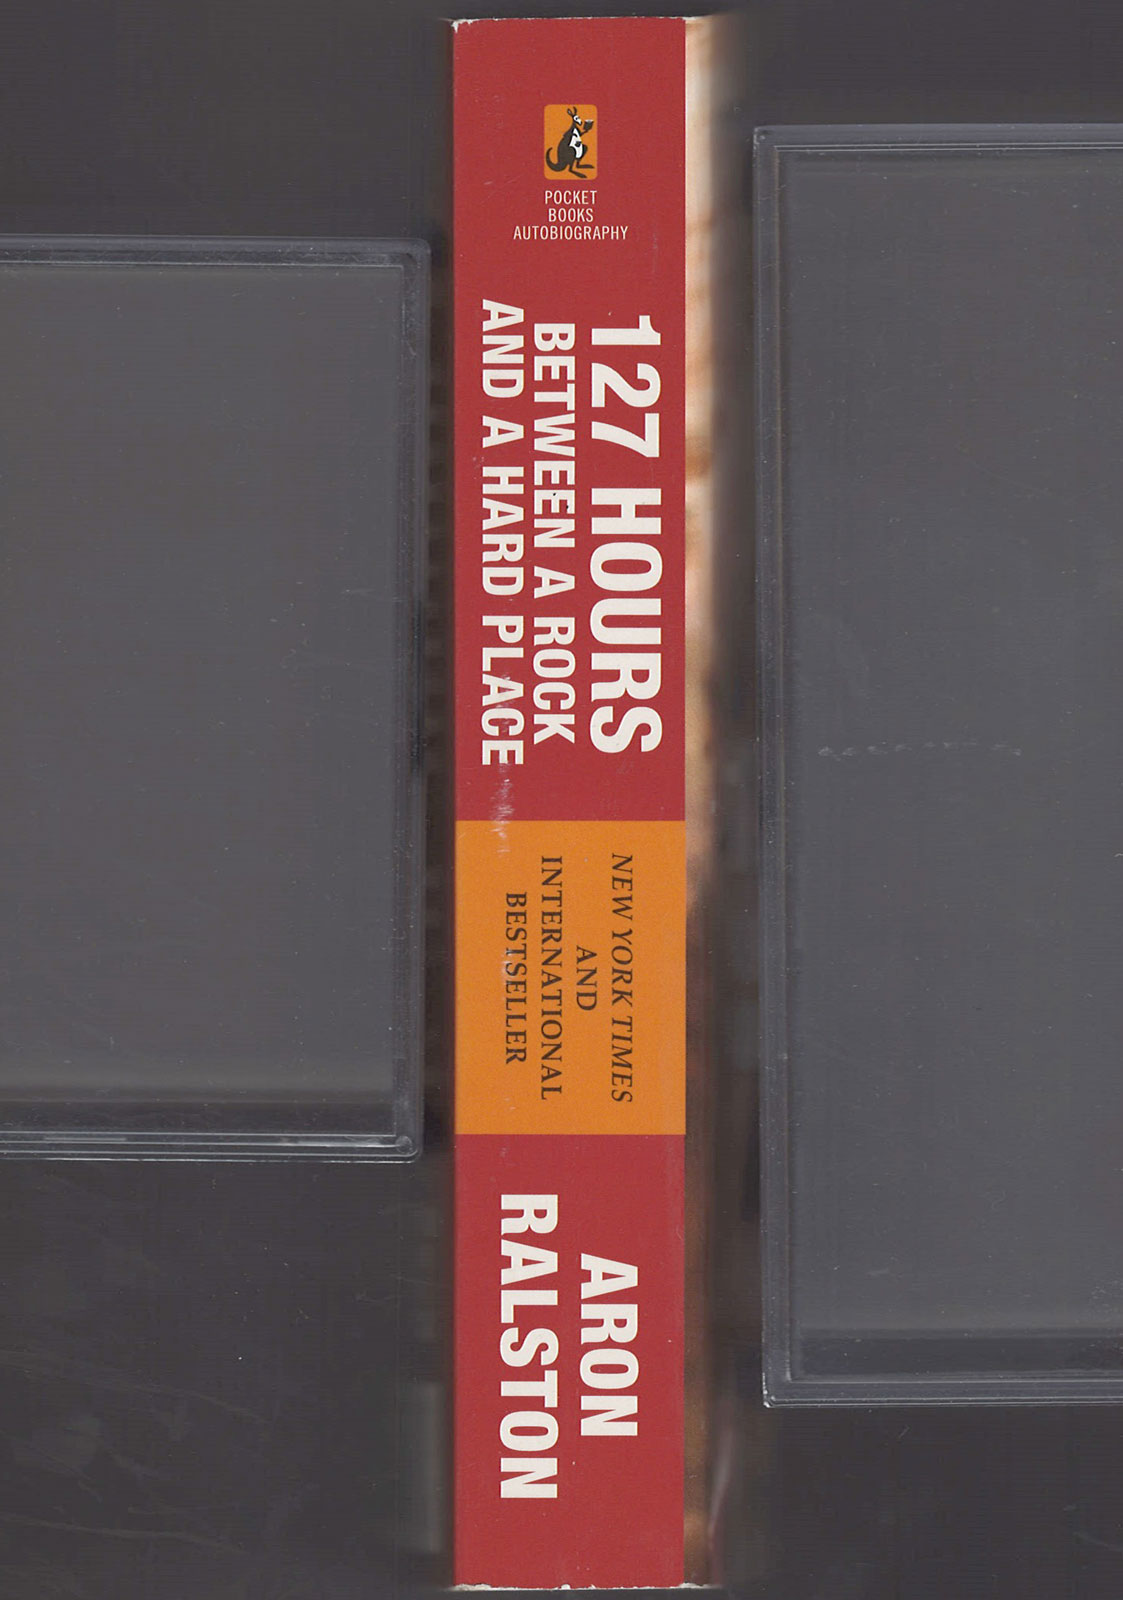 POCKET
BOOKS
AUTOBIOGRAPHY
127 HOURS
BETWEEN A ROCK
AND A HARD PLACE
NEW YORK TIMES
AND
INTERNATIONAL
BESTSELLER
ARON
RALSTON